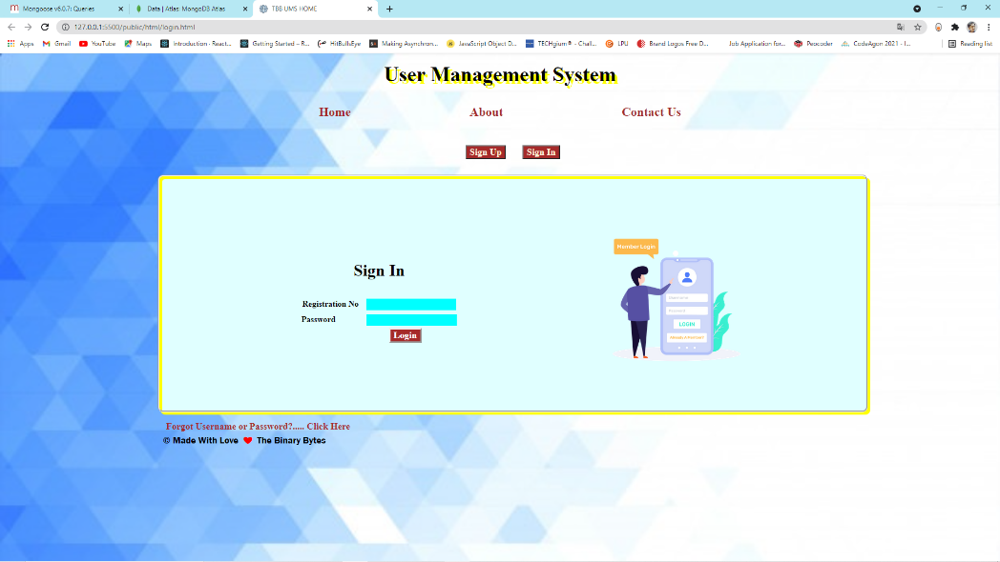 Mongoose v6.0.7: Queries
Data | Atlas: MongoDB Atlas
TBB UMS HOME
127.0.0.1:5500/public/html/login.html
Apps
Gmail
YouTube
Maps
Introduction - React...
Getting Started – R...
HitBullsEye
Making Asynchron...
JavaScript Object D...
TECHgium® - Chall...
LPU
Brand Logos Free D...
Job Application for...
Peocoder
CodeAgon 2021 - I...
Reading list
User Management System
Home
About
Contact Us
Sign Up
Sign In
Member Login
Sign In
Registration No
Password
Login
Password
LOGIN
Forgot Username or Password?..... Click Here
© Made With Love ❤ The Binary Bytes